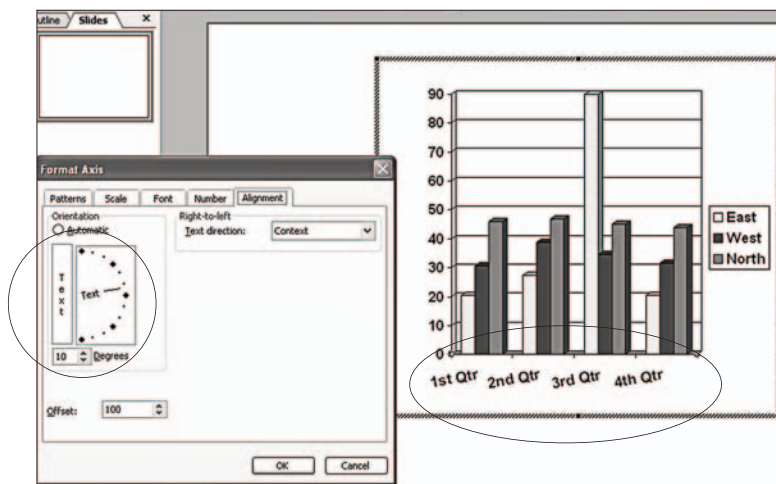 utline Slides X
Format Axis
Patterns Scale Font Number Alignment
Orientation
Automatic
Text
Text
10 Degrees
Right-to-left
Text direction: Context
Offset: 100
OK Cancel
90
80
70
60
50
40
30
20
10
0
1st Qtr 2nd Qtr 3rd Qtr 4th Qtr
East
West
North